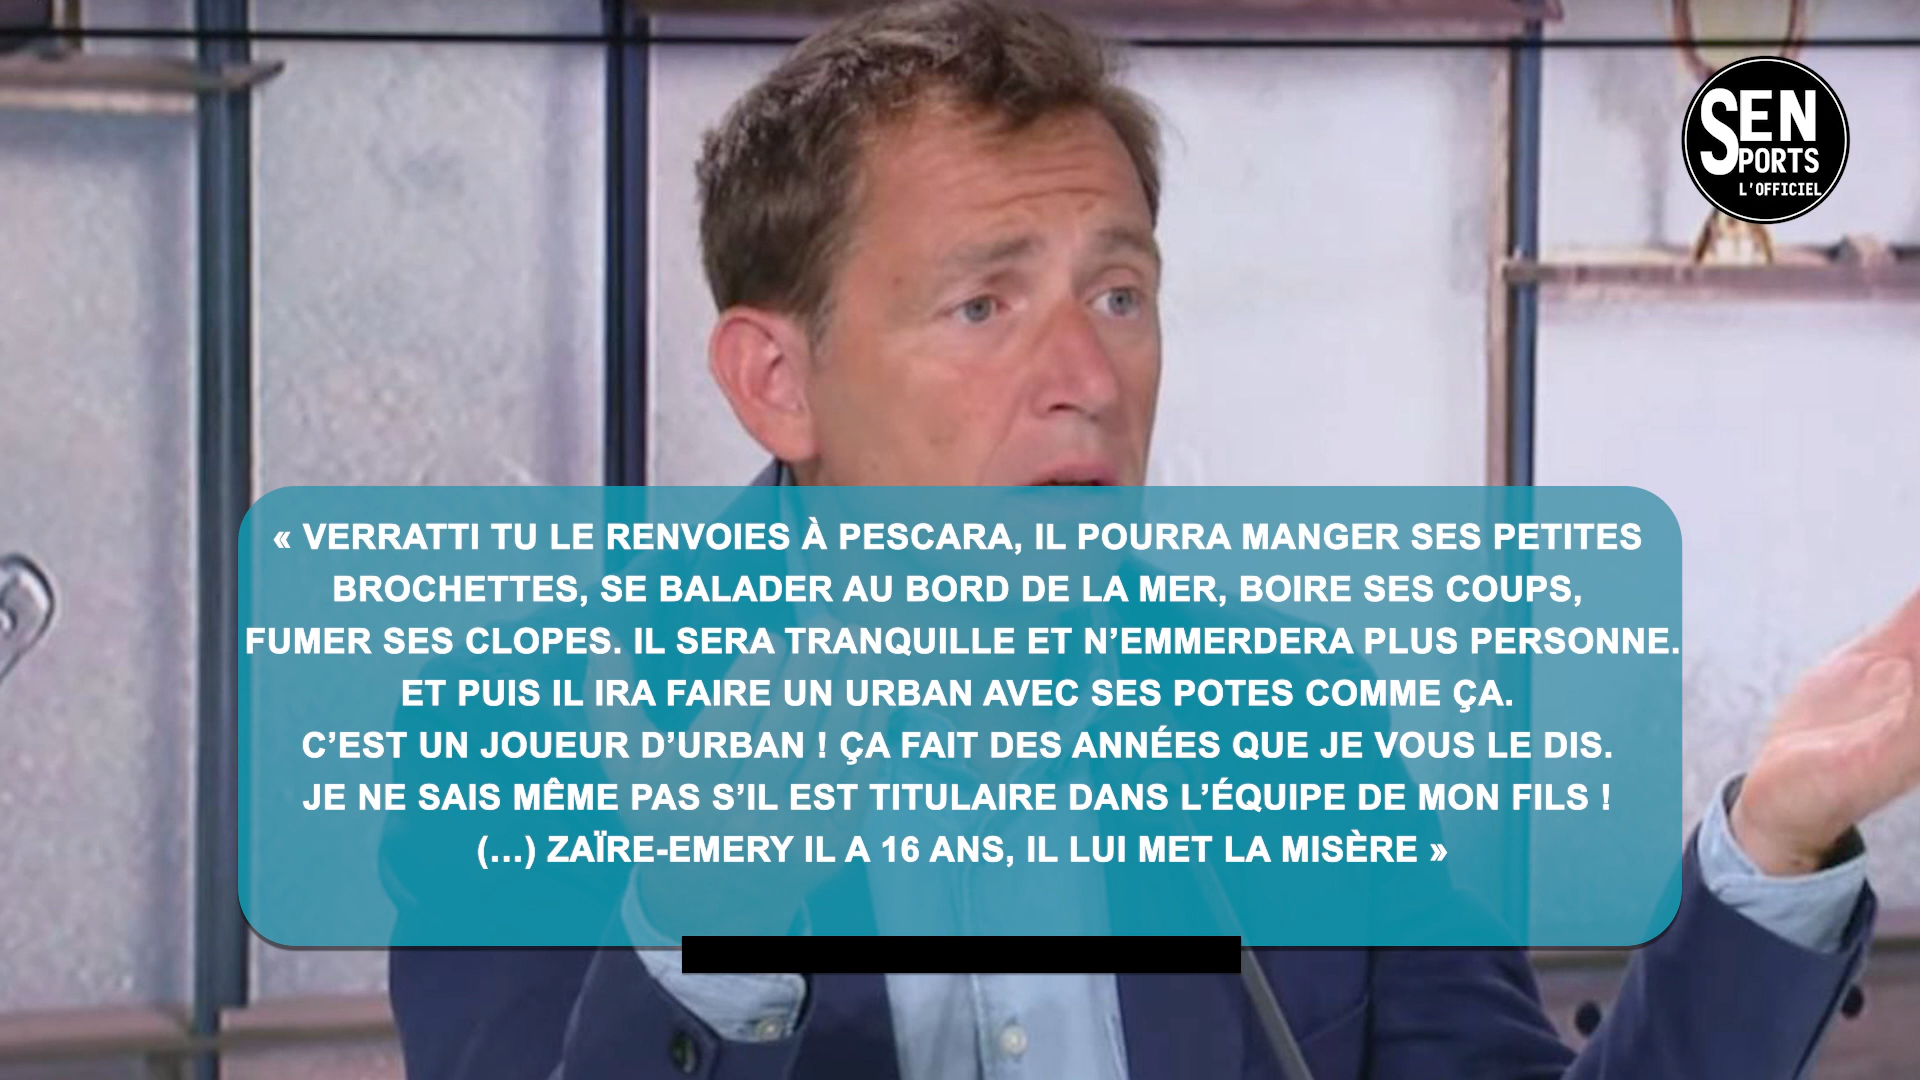 SEN
SPORTS
L'OFFICIEL
« VERRATTI TU LE RENVOIES À PESCARA, IL POURRA MANGER SES PETITES
BROCHETTES, SE BALADER AU BORD DE LA MER, BOIRE SES COUPS,
FUMER SES CLOPES. IL SERA TRANQUILLE ET N’EMMERDERA PLUS PERSONNE.
ET PUIS IL IRA FAIRE UN URBAN AVEC SES POTES COMME ÇA.
C’EST UN JOUEUR D’URBAN ! ÇA FAIT DES ANNÉES QUE JE VOUS LE DIS.
JE NE SAIS MÊME PAS S’IL EST TITULAIRE DANS L’ÉQUIPE DE MON FILS !
(...) ZAÏRE-EMERY IL A 16 ANS, IL LUI MET LA MISÈRE »